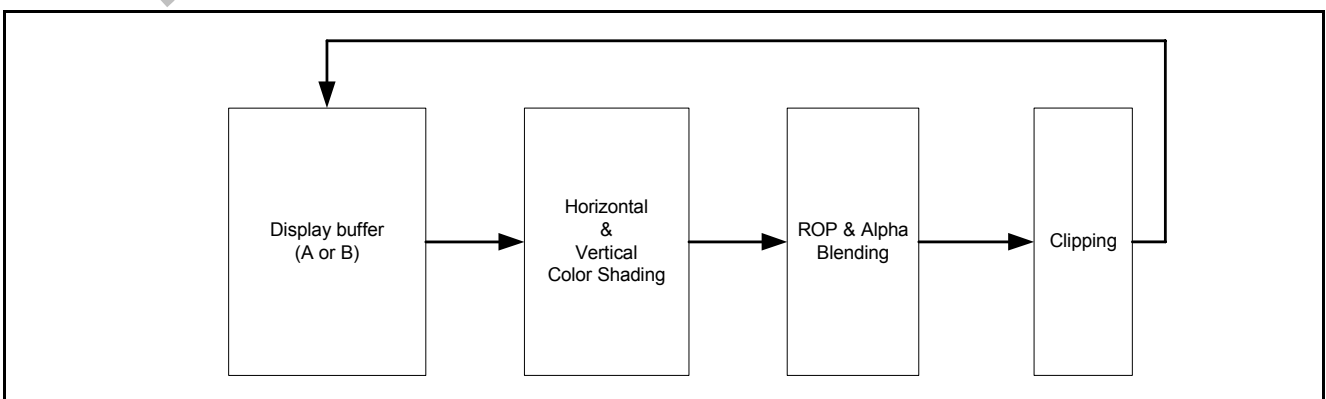 Display buffer
(A or B)
Horizontal
&
Vertical
Color Shading
ROP & Alpha
Blending
Clipping